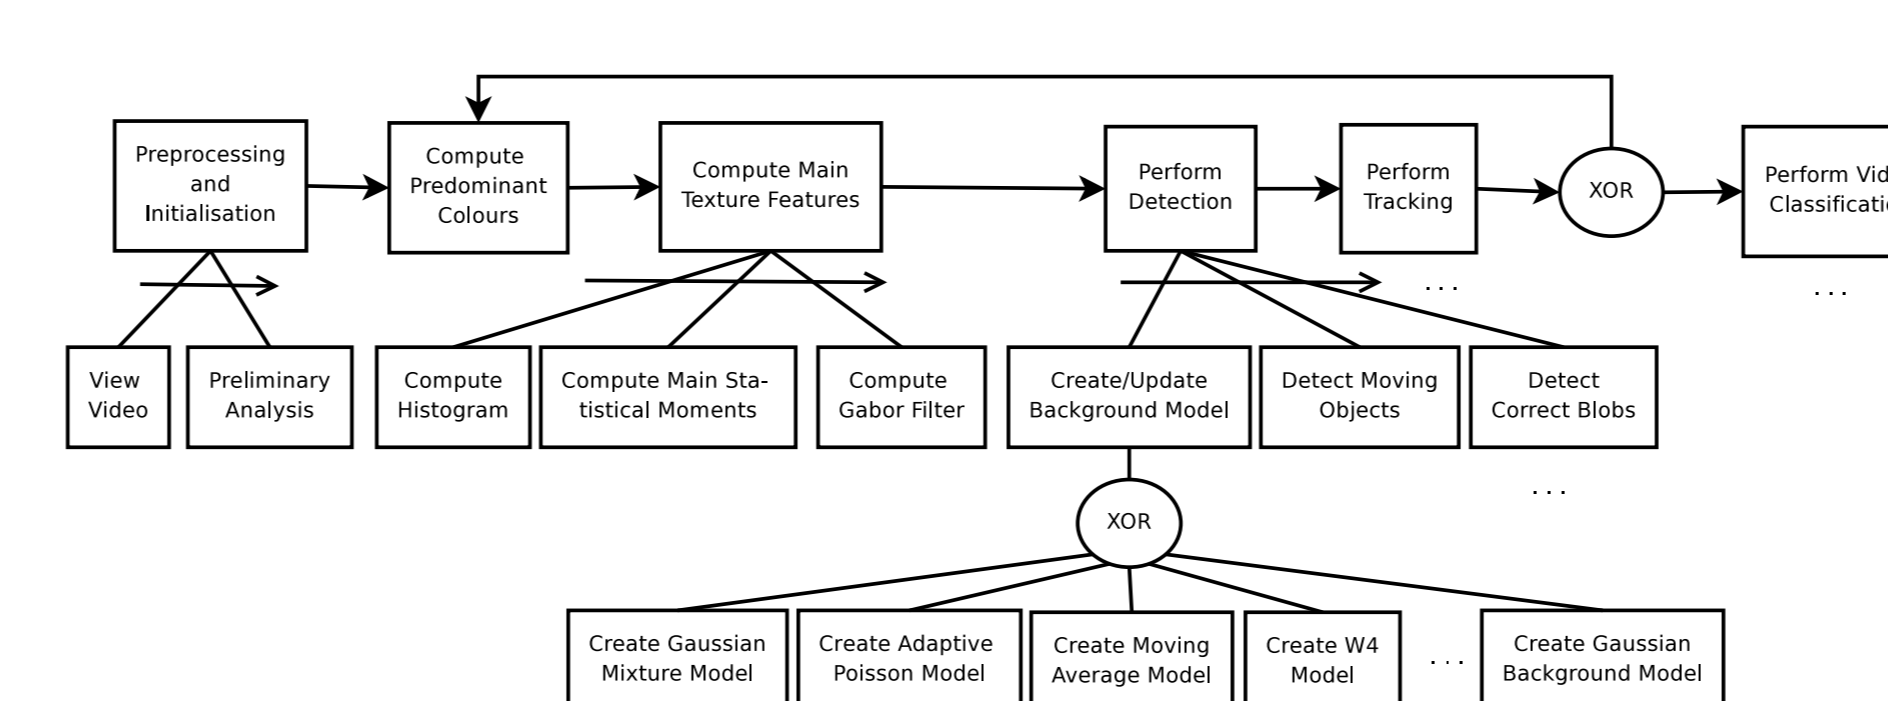 Preprocessing
and
Initialisation
Compute
Predominant
Colours
Compute Main
Texture Features
Perform
Detection
Perform
Tracking
XOR
Perform Vid
Classificati
. . .
. . .
View
Video
Preliminary
Analysis
Compute
Histogram
Compute Main Sta-
tistical Moments
Compute
Gabor Filter
Create/Update
Background Model
Detect Moving
Objects
Detect
Correct Blobs
. . .
XOR
Create Gaussian
Mixture Model
Create Adaptive
Poisson Model
Create Moving
Average Model
Create W4
Model
. . .
Create Gaussian
Background Model